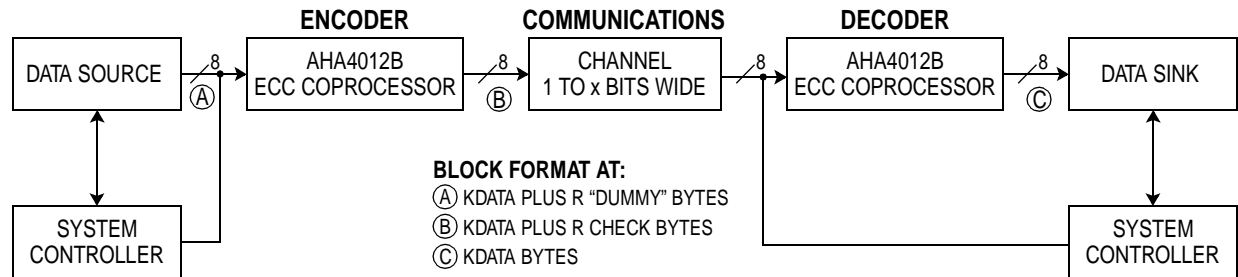 ENCODER
COMMUNICATIONS
DECODER
DATA SOURCE
8
A
AHA4012B
ECC COPROCESSOR
8
B
CHANNEL
1 TO x BITS WIDE
8
AHA4012B
ECC COPROCESSOR
8
C
DATA SINK
BLOCK FORMAT AT:
A KDATA PLUS R “DUMMY” BYTES
B KDATA PLUS R CHECK BYTES
C KDATA BYTES
SYSTEM
CONTROLLER
SYSTEM
CONTROLLER